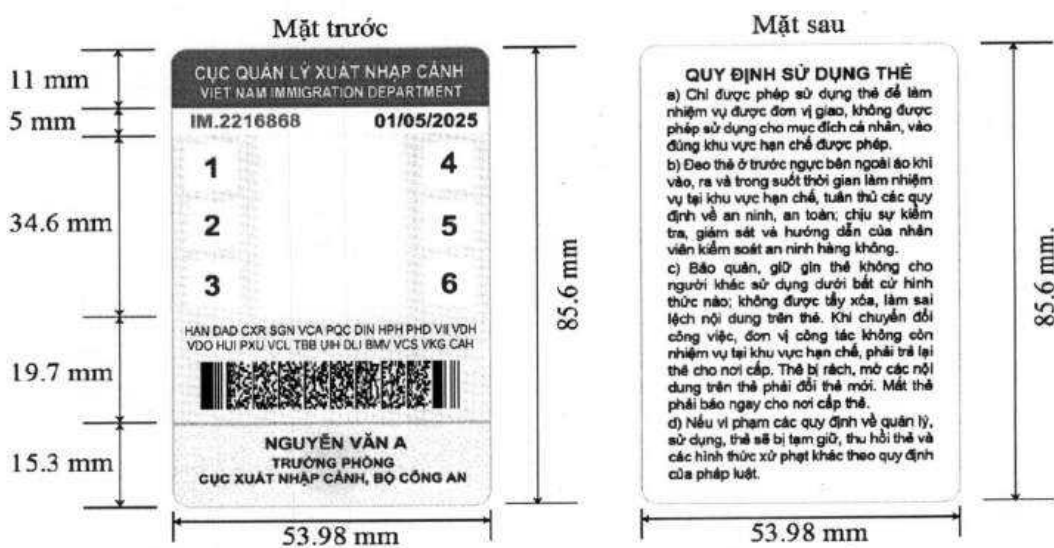 Mặt trước
11 mm
5 mm
34.6 mm
19.7 mm
15.3 mm
CỤC QUẢN LÝ XUẤT NHẬP CẢNH
VIET NAM IMMIGRATION DEPARTMENT
IM.2216868 01/05/2025
1 4
2 5
3 6
HAN DAD CXR SGN VCA PQC DIN HPH PHD VII VDH
VDO HUI PXU VCL TBB UIH DLI BMV VCS VKG CAH
NGUYỄN VĂN A
TRƯỞNG PHÒNG
CỤC XUẤT NHẬP CẢNH, BỘ CÔNG AN
53.98 mm
85.6 mm
Mặt sau
QUY ĐỊNH SỬ DỤNG THẺ
a) Chỉ được phép sử dụng thẻ để làm
nhiệm vụ được đơn vị giao, không được
phép sử dụng cho mục đích cá nhân, vào
đúng khu vực hạn chế được phép.
b) Đeo thẻ ở trước ngực bên ngoài áo khi
vào, ra và trong suốt thời gian làm nhiệm
vụ tại khu vực hạn chế, tuân thủ các quy
định về an ninh, an toàn; chịu sự kiểm
tra, giám sát và hướng dẫn của nhân
viên kiểm soát an ninh hàng không.
c) Bảo quản, giữ gìn thẻ không cho
người khác sử dụng dưới bất cứ hình
thức nào; không được tẩy xóa, làm sai
lệch nội dung trên thẻ. Khi chuyển đổi
công việc, đơn vị công tác không còn
nhiệm vụ tại khu vực hạn chế, phải trả lại
thẻ cho nơi cấp. Thẻ bị rách, mờ các nội
dung trên thẻ phải đổi thẻ mới. Mất thẻ
phải báo ngay cho nơi cấp thẻ.
d) Nếu vi phạm các quy định về quản lý,
sử dụng, thẻ sẽ bị tạm giữ, thu hồi thẻ và
các hình thức xử phạt khác theo quy định
của pháp luật.
53.98 mm
85.6 mm